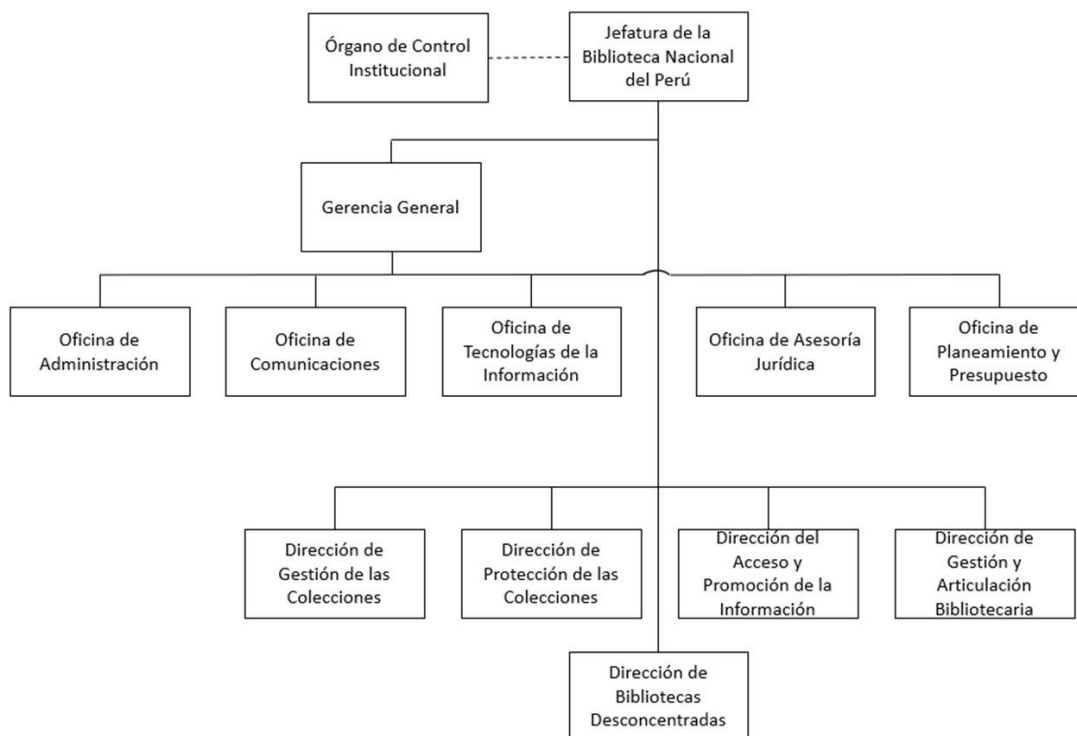 Órgano de Control
Institucional
Jefatura de la
Biblioteca Nacional
del Perú
Gerencia General
Oficina de
Administración
Oficina de
Comunicaciones
Oficina de
Tecnologías de la
Información
Oficina de Asesoría
Jurídica
Oficina de
Planeamiento y
Presupuesto
Dirección de
Gestión de las
Colecciones
Dirección de
Protección de las
Colecciones
Dirección del
Acceso y
Promoción de la
Información
Dirección de
Gestión y
Articulación
Bibliotecaria
Dirección de
Bibliotecas
Desconcentradas